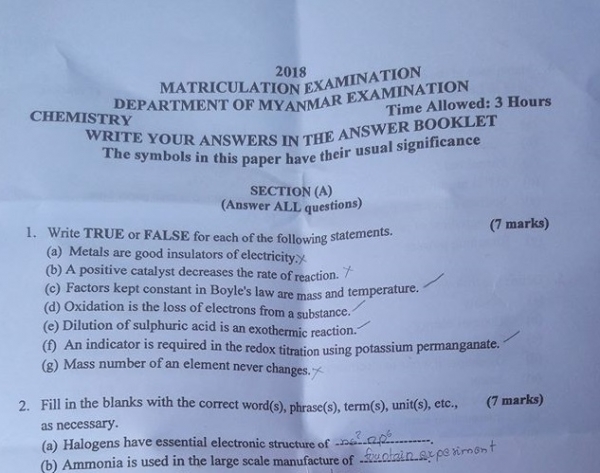 2018
MATRICULATION EXAMINATION
DEPARTMENT OF MYANMAR EXAMINATION
CHEMISTRY Time Allowed: 3 Hours
WRITE YOUR ANSWERS IN THE ANSWER BOOKLET
The symbols in this paper have their usual significance
SECTION (A)
(Answer ALL questions)
1. Write TRUE or FALSE for each of the following statements. (7 marks)
(a) Metals are good insulators of electricity.
(b) A positive catalyst decreases the rate of reaction.
(c) Factors kept constant in Boyle's law are mass and temperature.
(d) Oxidation is the loss of electrons from a substance.
(e) Dilution of sulphuric acid is an exothermic reaction.
(f) An indicator is required in the redox titration using potassium permanganate.
(g) Mass number of an element never changes.
2. Fill in the blanks with the correct word(s), phrase(s), term(s), unit(s), etc., (7 marks)
as necessary.
(a) Halogens have essential electronic structure of ns² np⁵.
(b) Ammonia is used in the large scale manufacture of fountain experiment